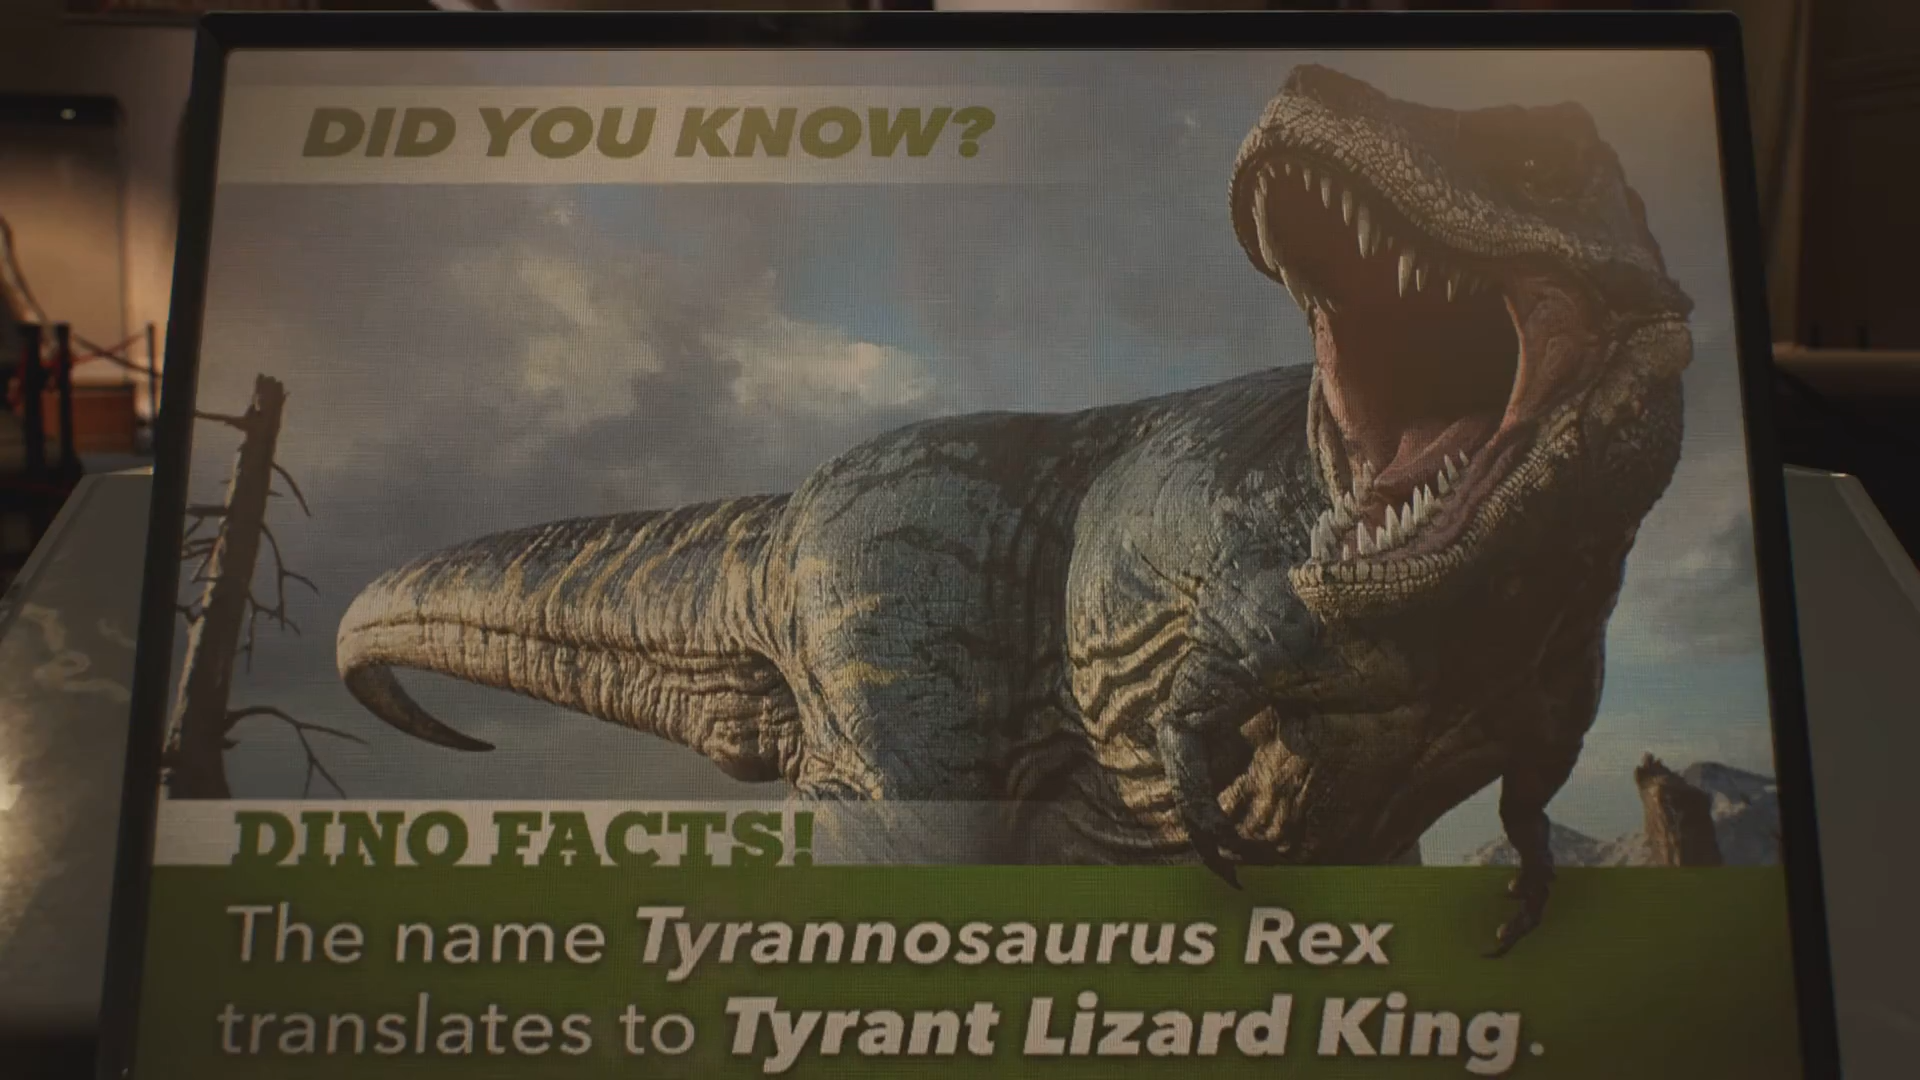 DID YOU KNOW?
DINO FACTS!
The name Tyrannosaurus Rex
translates to Tyrant Lizard King.